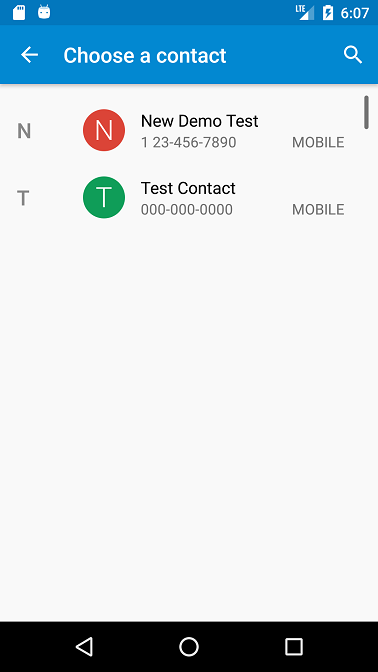 LTE 6:07
Choose a contact
N
N
New Demo Test
1 23-456-7890 MOBILE
T
T
Test Contact
000-000-0000 MOBILE